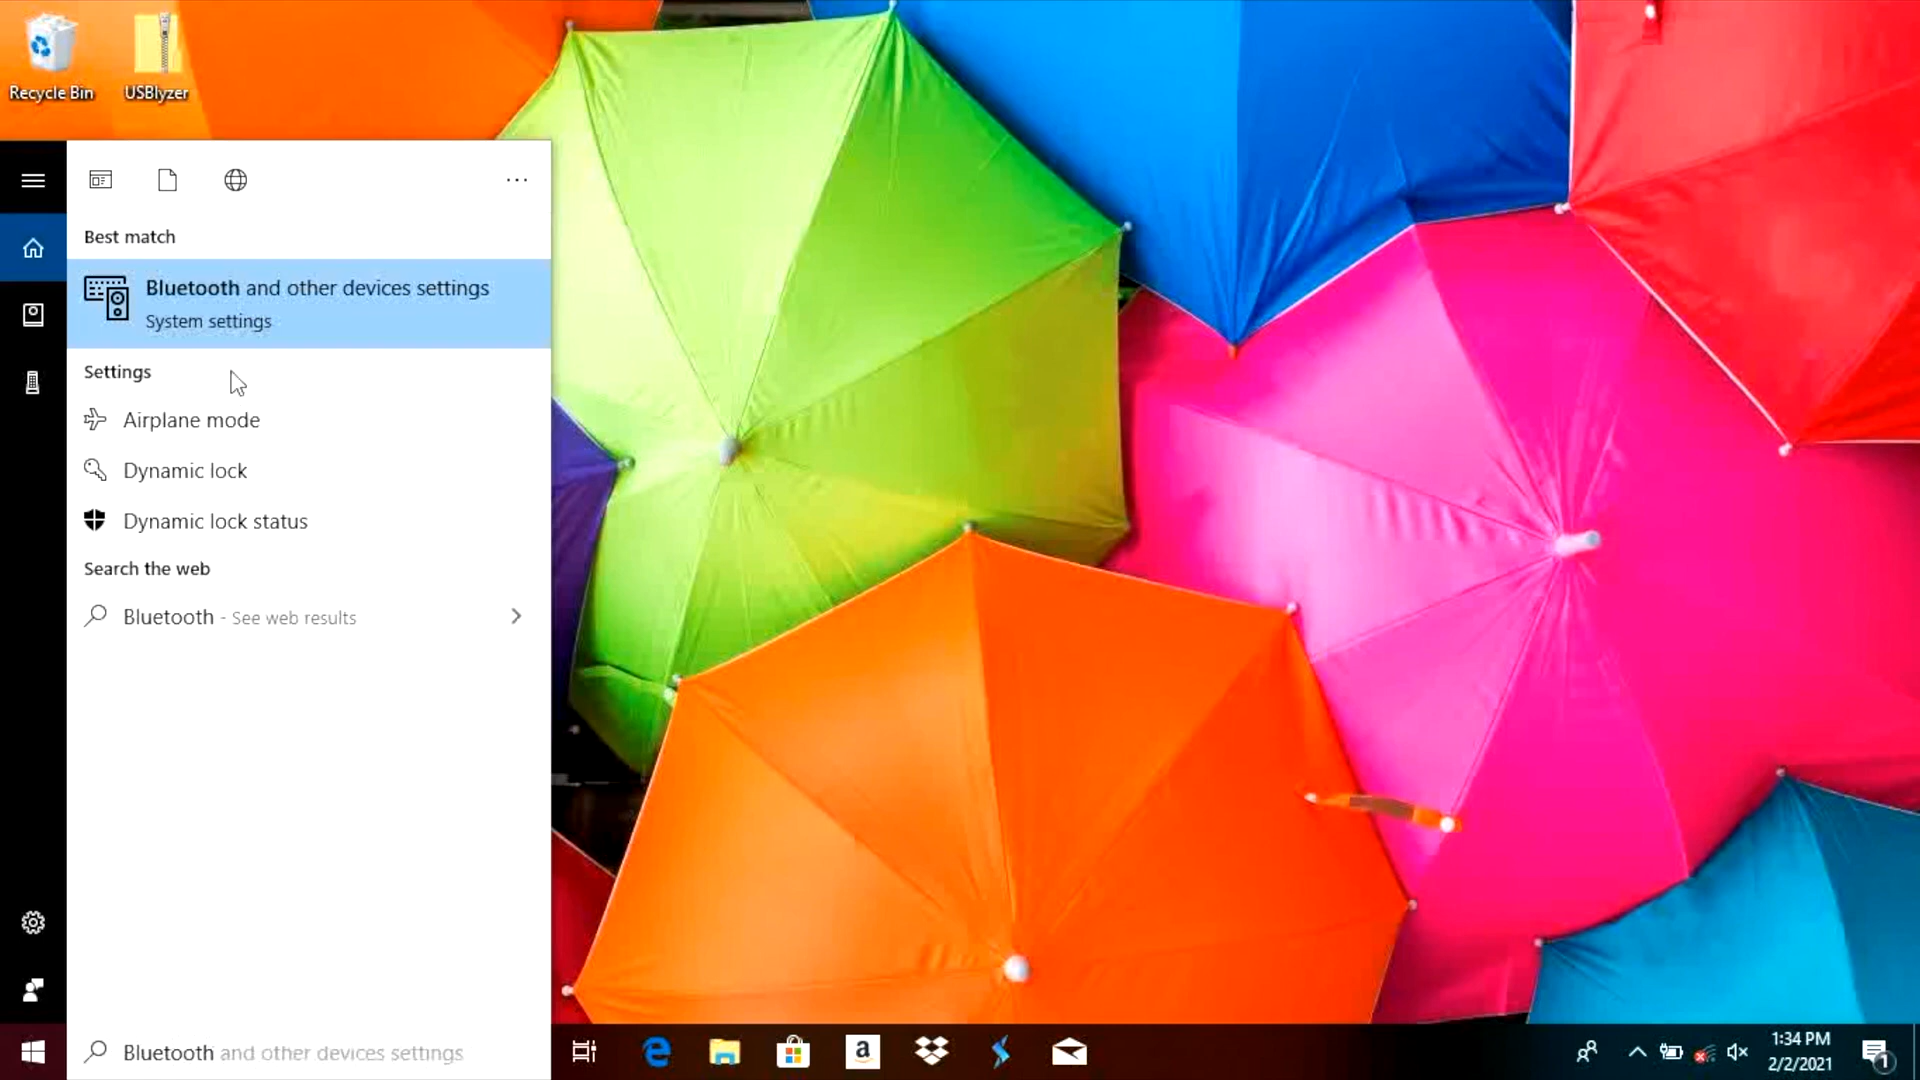 Recycle Bin
USBlyzer
Best match
Bluetooth and other devices settings
System settings
Settings
Airplane mode
Dynamic lock
Dynamic lock status
Search the web
Bluetooth - See web results
Bluetooth and other devices settings
a
1:34 PM
2/2/2021
1